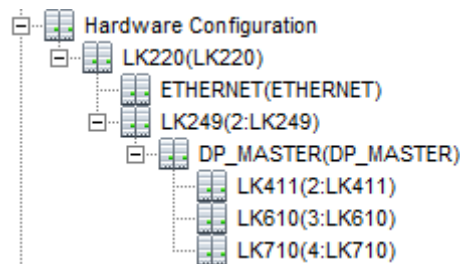 Hardware Configuration
LK220(LK220)
ETHERNET(ETHERNET)
LK249(2:LK249)
DP_MASTER(DP_MASTER)
LK411(2:LK411)
LK610(3:LK610)
LK710(4:LK710)